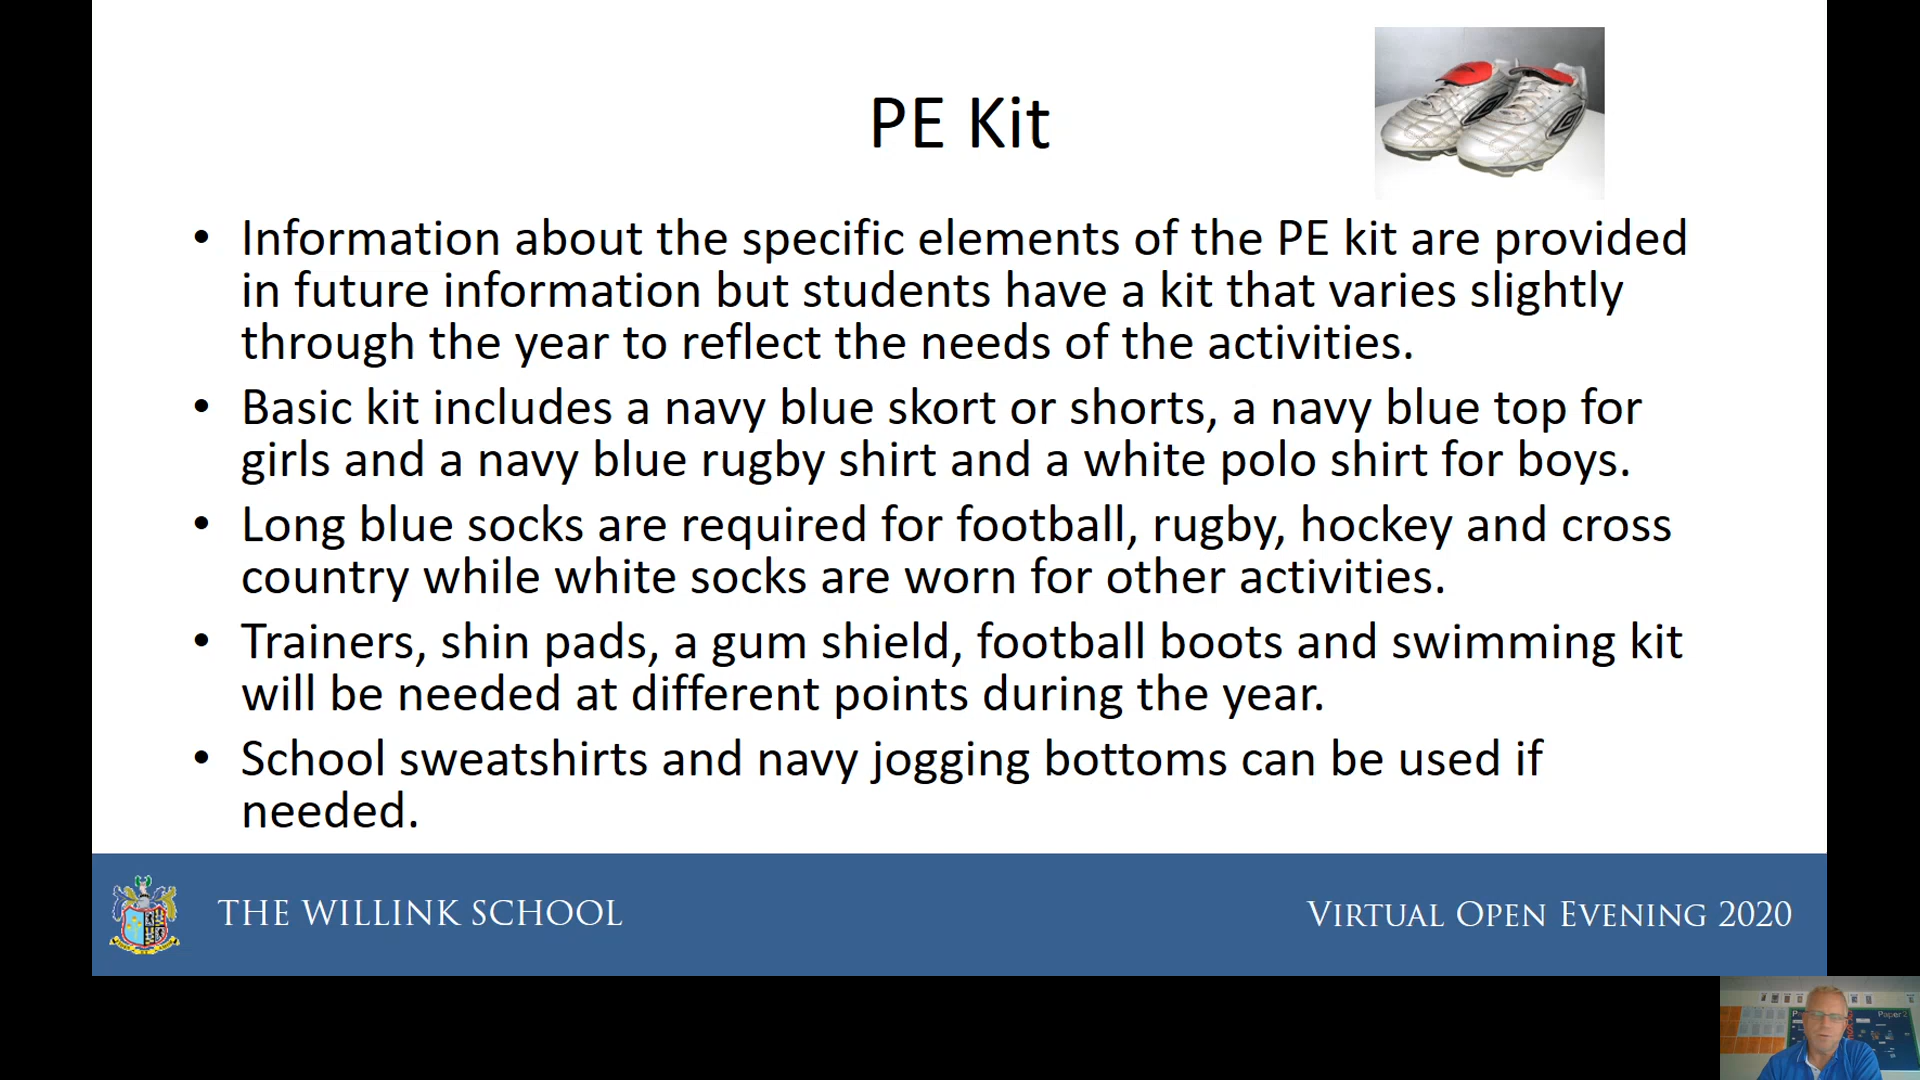 PE Kit
• Information about the specific elements of the PE kit are provided
in future information but students have a kit that varies slightly
through the year to reflect the needs of the activities.
• Basic kit includes a navy blue skort or shorts, a navy blue top for
girls and a navy blue rugby shirt and a white polo shirt for boys.
• Long blue socks are required for football, rugby, hockey and cross
country while white socks are worn for other activities.
• Trainers, shin pads, a gum shield, football boots and swimming kit
will be needed at different points during the year.
• School sweatshirts and navy jogging bottoms can be used if
needed.
THE WILLINK SCHOOL
VIRTUAL OPEN EVENING 2020
Paper 2